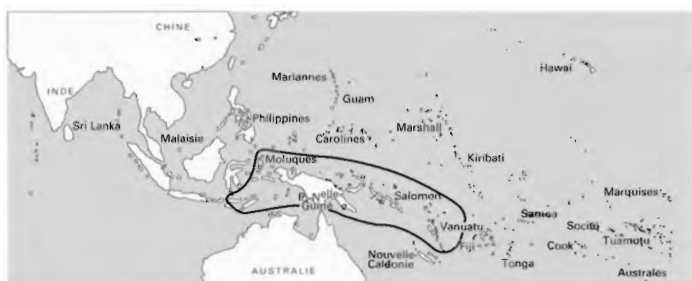 CHINE
Hawaï
Mariannes
INDE
Guam
Philippines
Sri Lanka
Marshall
Malaisie
Carolines
Kiribati
Moluques
Salomon
Marquises
Samoa
Vanuatu
Fiji
Cook
Tuamotu
Nouvelle-
Calédonie
Tonga
AUSTRALIE
Australes